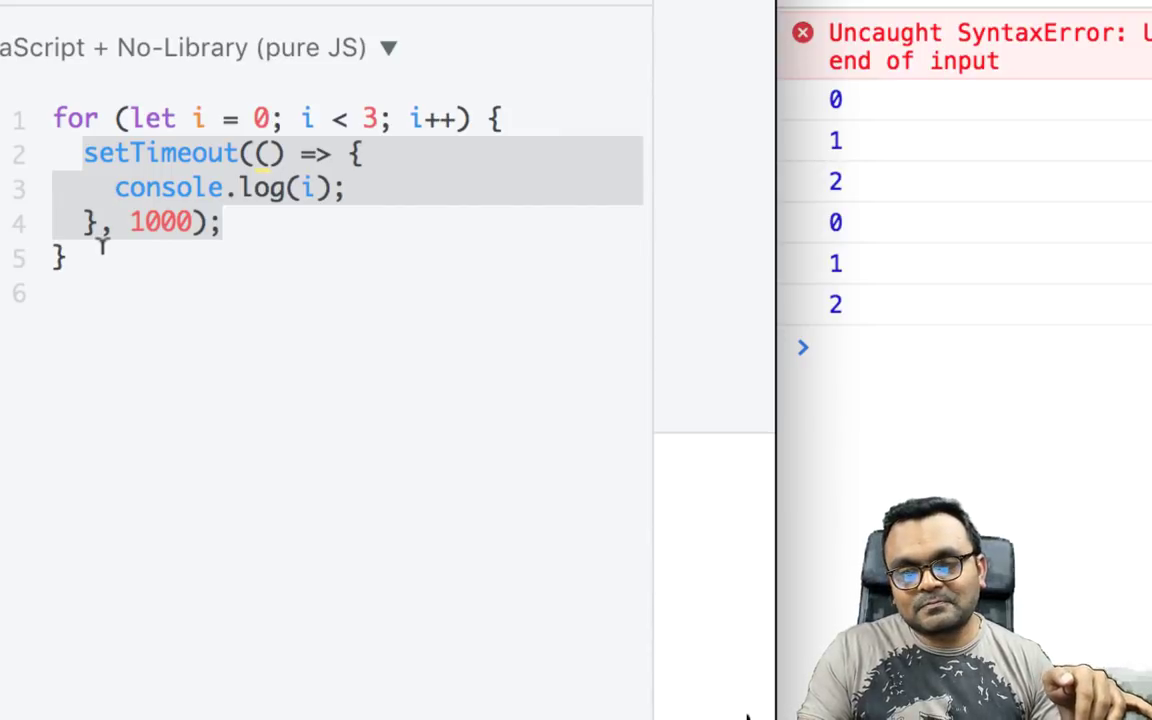 aScript + No-Library (pure JS) ▼
1 for (let i = 0; i < 3; i++) {
2 setTimeout(() => {
3 console.log(i);
4 }, 1000);
5 }
6
Uncaught SyntaxError: U
end of input
0
1
2
0
1
2
>